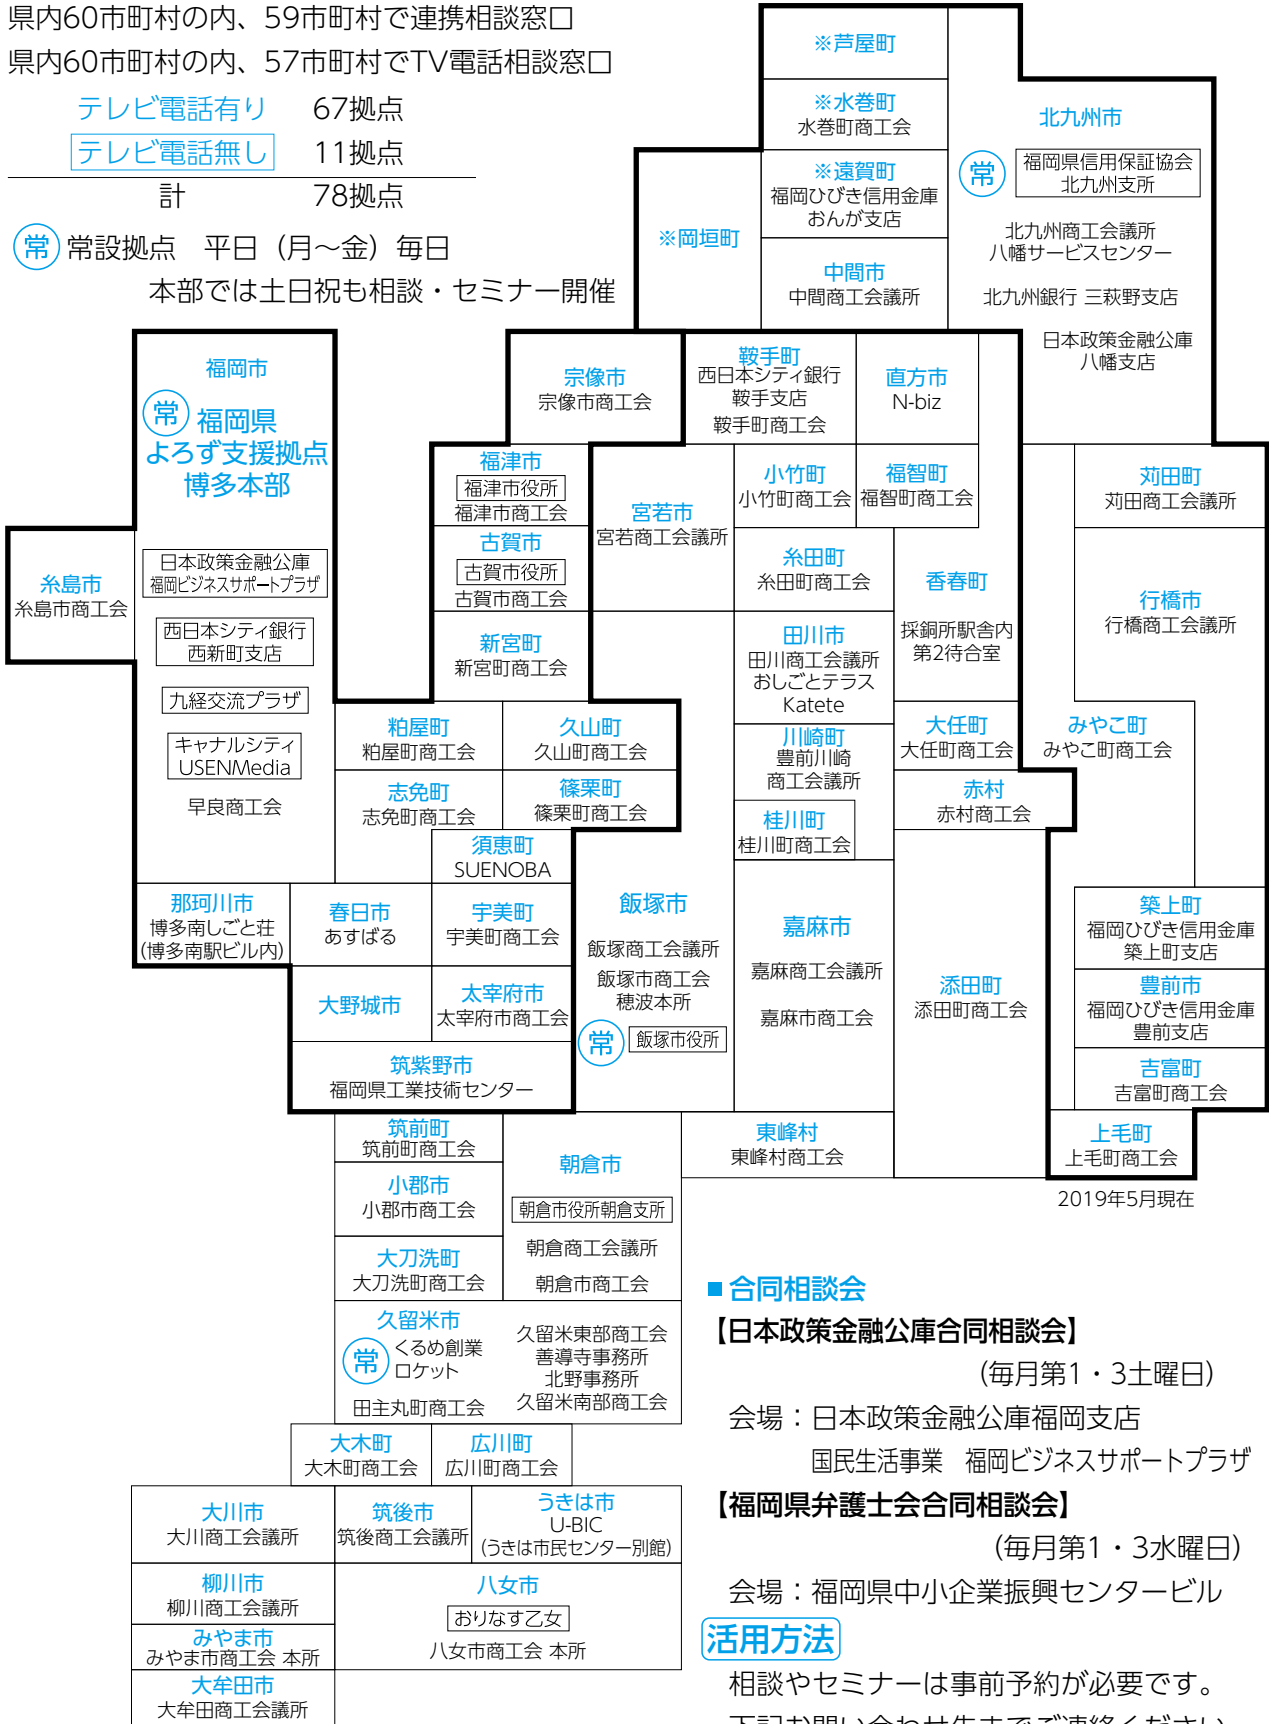 県内60市町村の内、59市町村で連携相談窓口
県内60市町村の内、57市町村でTV電話相談窓口
テレビ電話有り 67拠点
テレビ電話無し 11拠点
計 78拠点
常 常設拠点 平日（月～金）毎日
本部では土日祝も相談・セミナー開催
※芦屋町
※水巻町
水巻町商工会
※遠賀町
福岡ひびき信用金庫
おんが支店
※岡垣町
中間市
中間商工会議所
北九州市
常
福岡県信用保証協会
北九州支所
北九州商工会議所
八幡サービスセンター
北九州銀行 三萩野支店
日本政策金融公庫
八幡支店
福岡市
常 福岡県
よろず支援拠点
博多本部
日本政策金融公庫
福岡ビジネスサポートプラザ
西日本シティ銀行
西新町支店
九経交流プラザ
キャナルシティ
USENMedia
早良商工会
糸島市
糸島市商工会
宗像市
宗像市商工会
鞍手町
西日本シティ銀行
鞍手支店
鞍手町商工会
直方市
N-biz
福津市
福津市役所
福津市商工会
古賀市
古賀市役所
古賀市商工会
新宮町
新宮町商工会
宮若市
宮若商工会議所
小竹町
小竹町商工会
福智町
福智町商工会
苅田町
苅田商工会議所
糸田町
糸田町商工会
香春町
採銅所駅舎内
第2待合室
行橋市
行橋商工会議所
田川市
田川商工会議所
おしごとテラス
Katete
粕屋町
粕屋町商工会
久山町
久山町商工会
川崎町
豊前川崎
商工会議所
大任町
大任町商工会
みやこ町
みやこ町商工会
志免町
志免町商工会
篠栗町
篠栗町商工会
桂川町
桂川町商工会
赤村
赤村商工会
須恵町
SUENOBA
那珂川市
博多南しごと荘
(博多南駅ビル内)
春日市
あすばる
宇美町
宇美町商工会
飯塚市
飯塚商工会議所
飯塚市商工会
穂波本所
常 飯塚市役所
嘉麻市
嘉麻商工会議所
嘉麻市商工会
添田町
添田町商工会
築上町
福岡ひびき信用金庫
築上町支店
豊前市
福岡ひびき信用金庫
豊前支店
吉富町
吉富町商工会
上毛町
上毛町商工会
大野城市
太宰府市
太宰府市商工会
筑紫野市
福岡県工業技術センター
筑前町
筑前町商工会
小郡市
小郡市商工会
大刀洗町
大刀洗町商工会
朝倉市
朝倉市役所朝倉支所
朝倉商工会議所
朝倉市商工会
東峰村
東峰村商工会
2019年5月現在
久留米市
常 くるめ創業
ロケット
田主丸町商工会
久留米東部商工会
善導寺事務所
北野事務所
久留米南部商工会
大木町
大木町商工会
広川町
広川町商工会
大川市
大川商工会議所
筑後市
筑後商工会議所
うきは市
U-BIC
(うきは市民センター別館)
柳川市
柳川商工会議所
八女市
おりなす乙女
八女市商工会 本所
みやま市
みやま市商工会 本所
大牟田市
大牟田商工会議所
■合同相談会
【日本政策金融公庫合同相談会】
（毎月第1・3土曜日）
会場：日本政策金融公庫福岡支店
国民生活事業 福岡ビジネスサポートプラザ
【福岡県弁護士会合同相談会】
（毎月第1・3水曜日）
会場：福岡県中小企業振興センタービル
活用方法
相談やセミナーは事前予約が必要です。
下記お問い合わせ先までご連絡ください